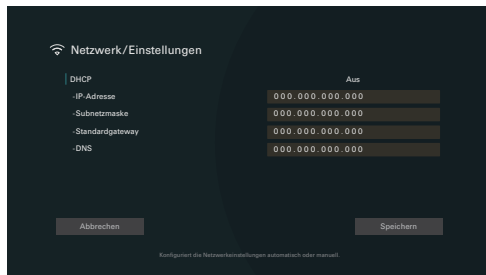 Netzwerk/Einstellungen
DHCP Aus
-IP-Adresse 000.000.000.000
-Subnetzmaske 000.000.000.000
-Standardgateway 000.000.000.000
-DNS 000.000.000.000
Abbrechen Speichern
Konfiguriert die Netzwerkeinstellungen automatisch oder manuell.